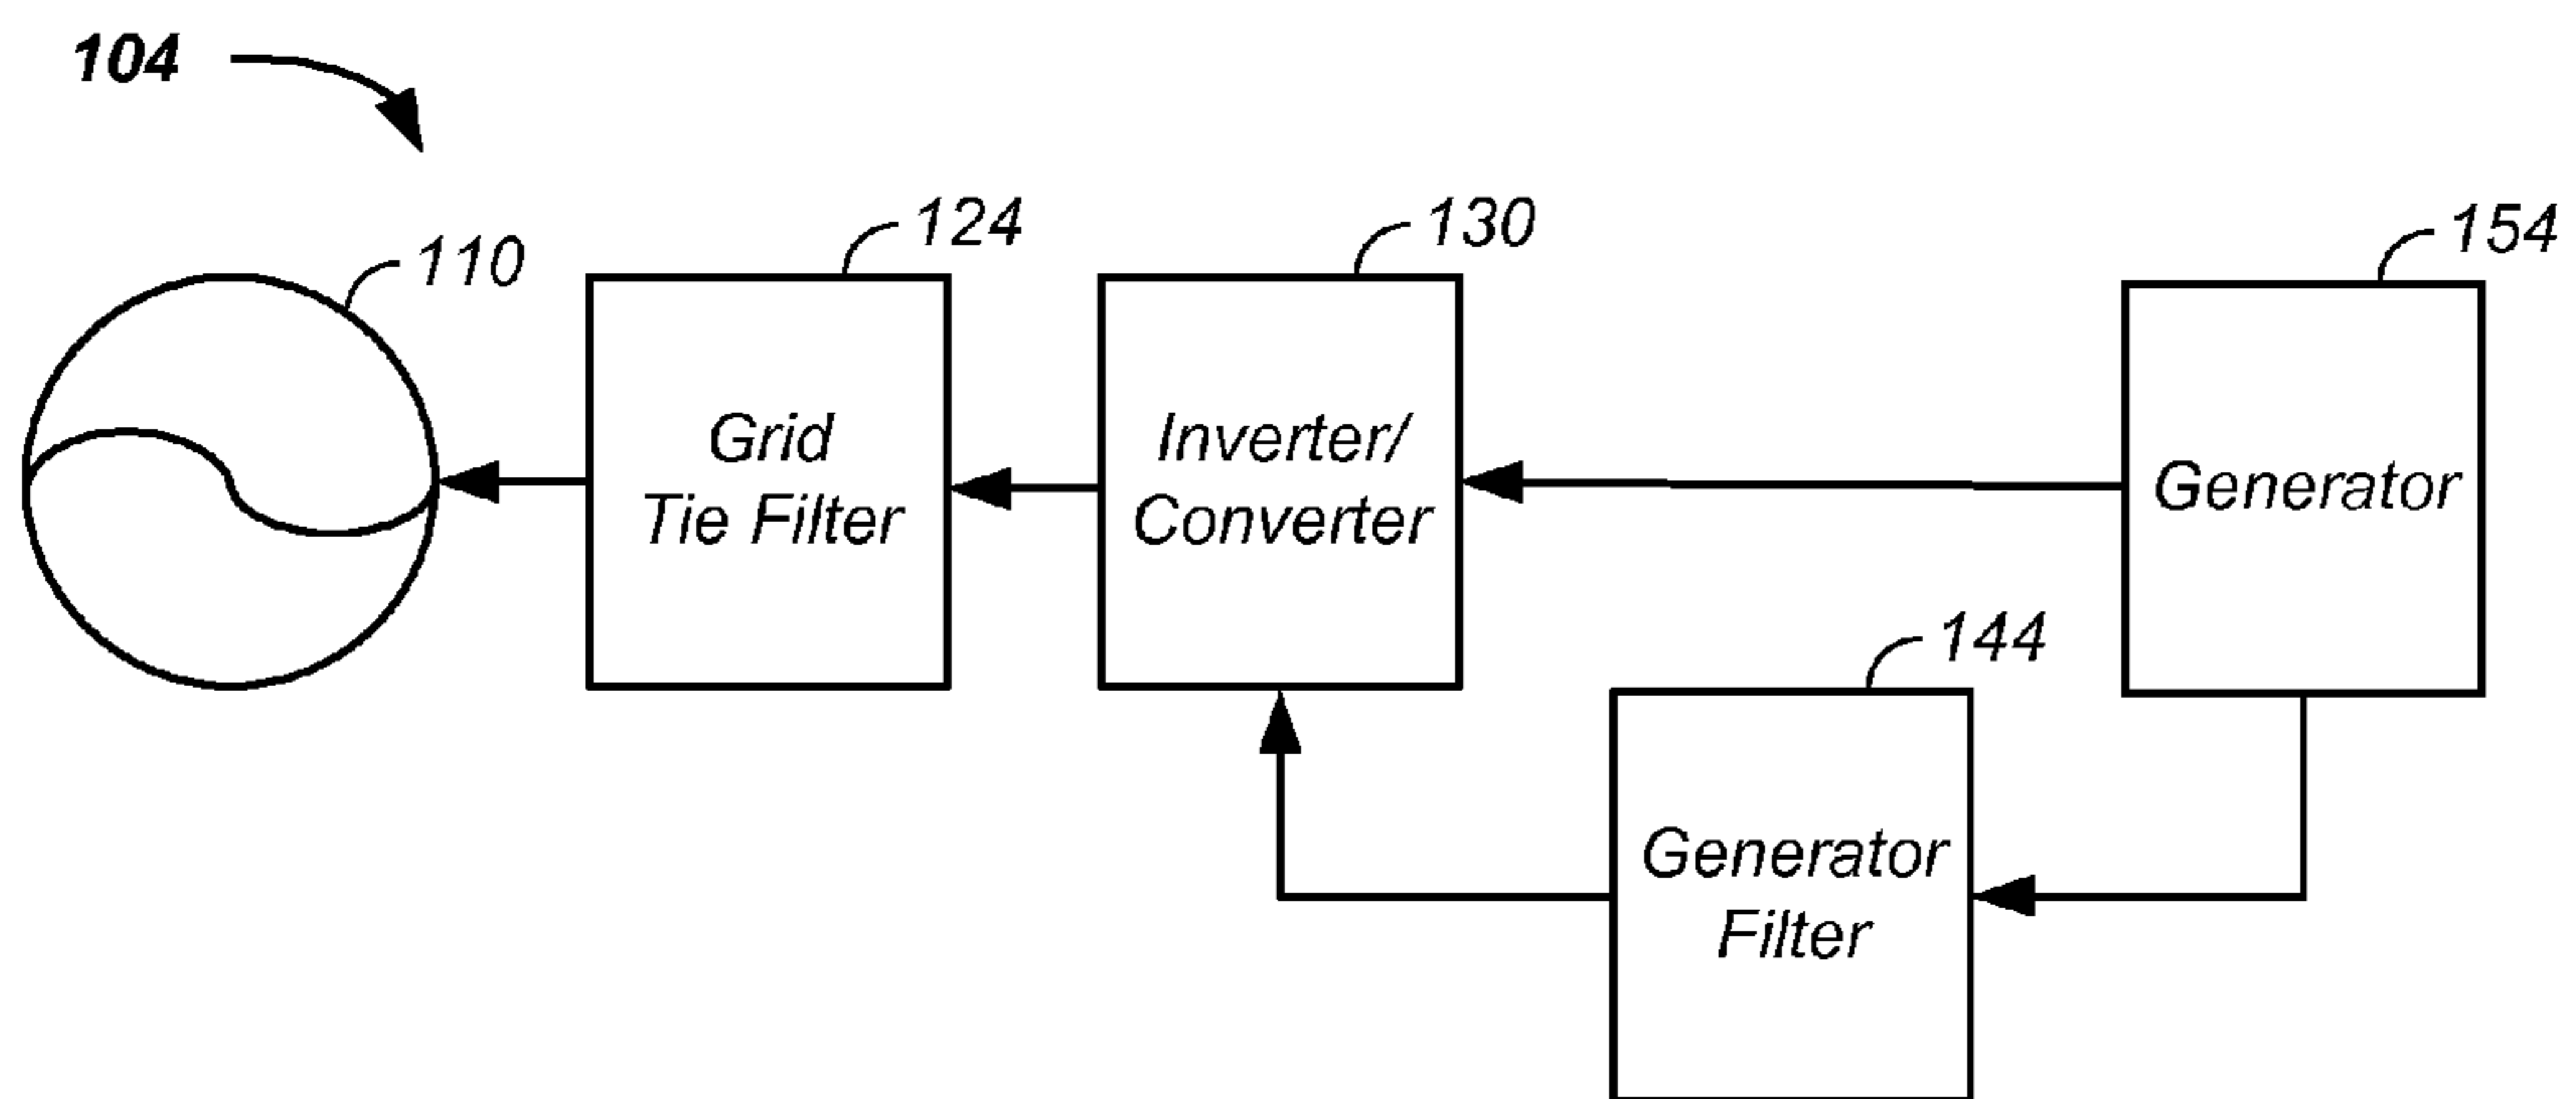 104
110
124
130
154
Grid
Tie Filter
Inverter/
Converter
Generator
144
Generator
Filter